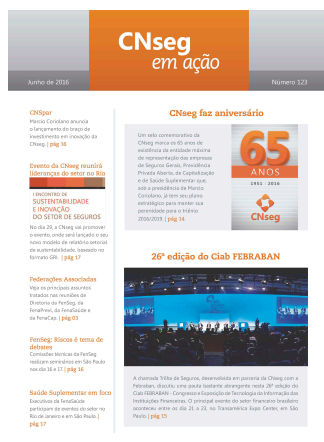 CNseg
em ação
Junho de 2016
Número 123
CNSpar
Marcio Coriolano anuncia
o lançamento do braço de
investimento em inovação da
CNseg. | pág 16
Evento da CNseg reunirá
lideranças do setor no Rio
I ENCONTRO DE
SUSTENTABILIDADE
E INOVAÇÃO
DO SETOR DE SEGUROS
No dia 29, a CNseg vai promover
o evento, onde será lançado o seu
novo modelo de relatório setorial
de sustentabilidade, baseado no
formato GRI. | pág 17
Federações Associadas
Veja os principais assuntos
tratados nas reuniões de
Diretoria da FenSeg, da
FenaPrevi, da FenaSaúde e
da FenaCap. | pág 03
FenSeg: Riscos é tema de
debates
Comissões técnicas da FenSeg
realizam seminários em São Paulo
nos dias 16 e 17. | pág 16
Saúde Suplementar em foco
Executivos da FenaSaúde
participam de eventos do setor no
Rio de Janeiro e em São Paulo. |
pág 17
CNseg faz aniversário
Um selo comemorativo da
CNseg marca os 65 anos de
existência da entidade máxima
de representação das empresas
de Seguros Gerais, Previdência
Privada Aberta, de Capitalização
e de Saúde Suplementar que,
sob a presidência de Marcio
Coriolano, já tem seu plano
estratégico para manter sua
perenidade para o triênio
2016/2019. | pág 14
65
ANOS
1951 2016
CNseg
26ª edição do Ciab FEBRABAN
A chamada Trilha de Seguros, desenvolvida em parceria da CNseg com a
Febraban, discutiu uma pauta bastante abrangente nesta 26ª edição do
Ciab FEBRABAN - Congresso e Exposição de Tecnologia da Informação das
Instituições Financeiras. O principal evento do setor financeiro brasileiro
aconteceu entre os dia 21 a 23, no Transamérica Expo Center, em São
Paulo. | pág 15